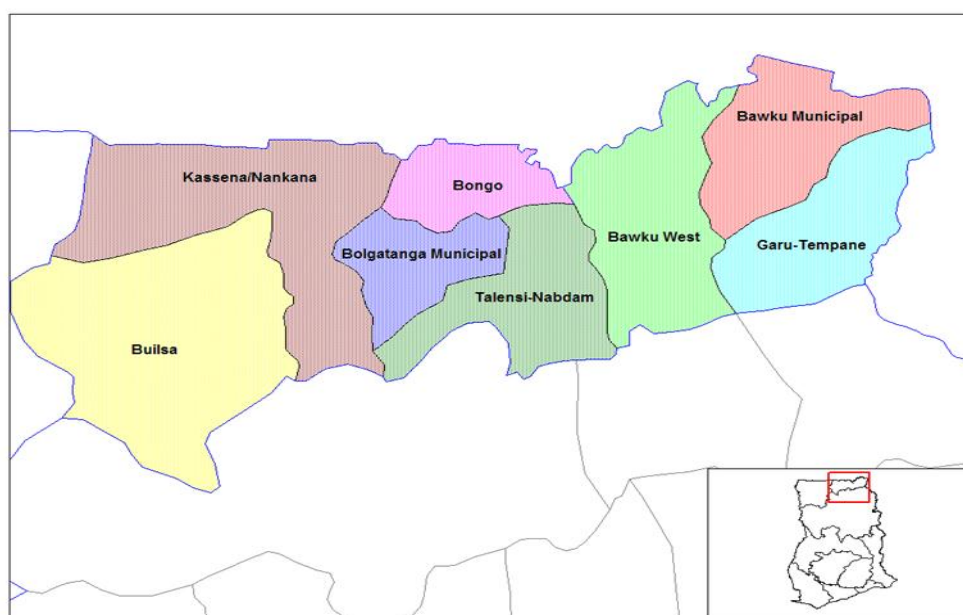 Bawku Municipal
Kassena/Nankana
Bongo
Bawku West
Garu-Tempane
Bolgatanga Municipal
Talensi-Nabdam
Builsa